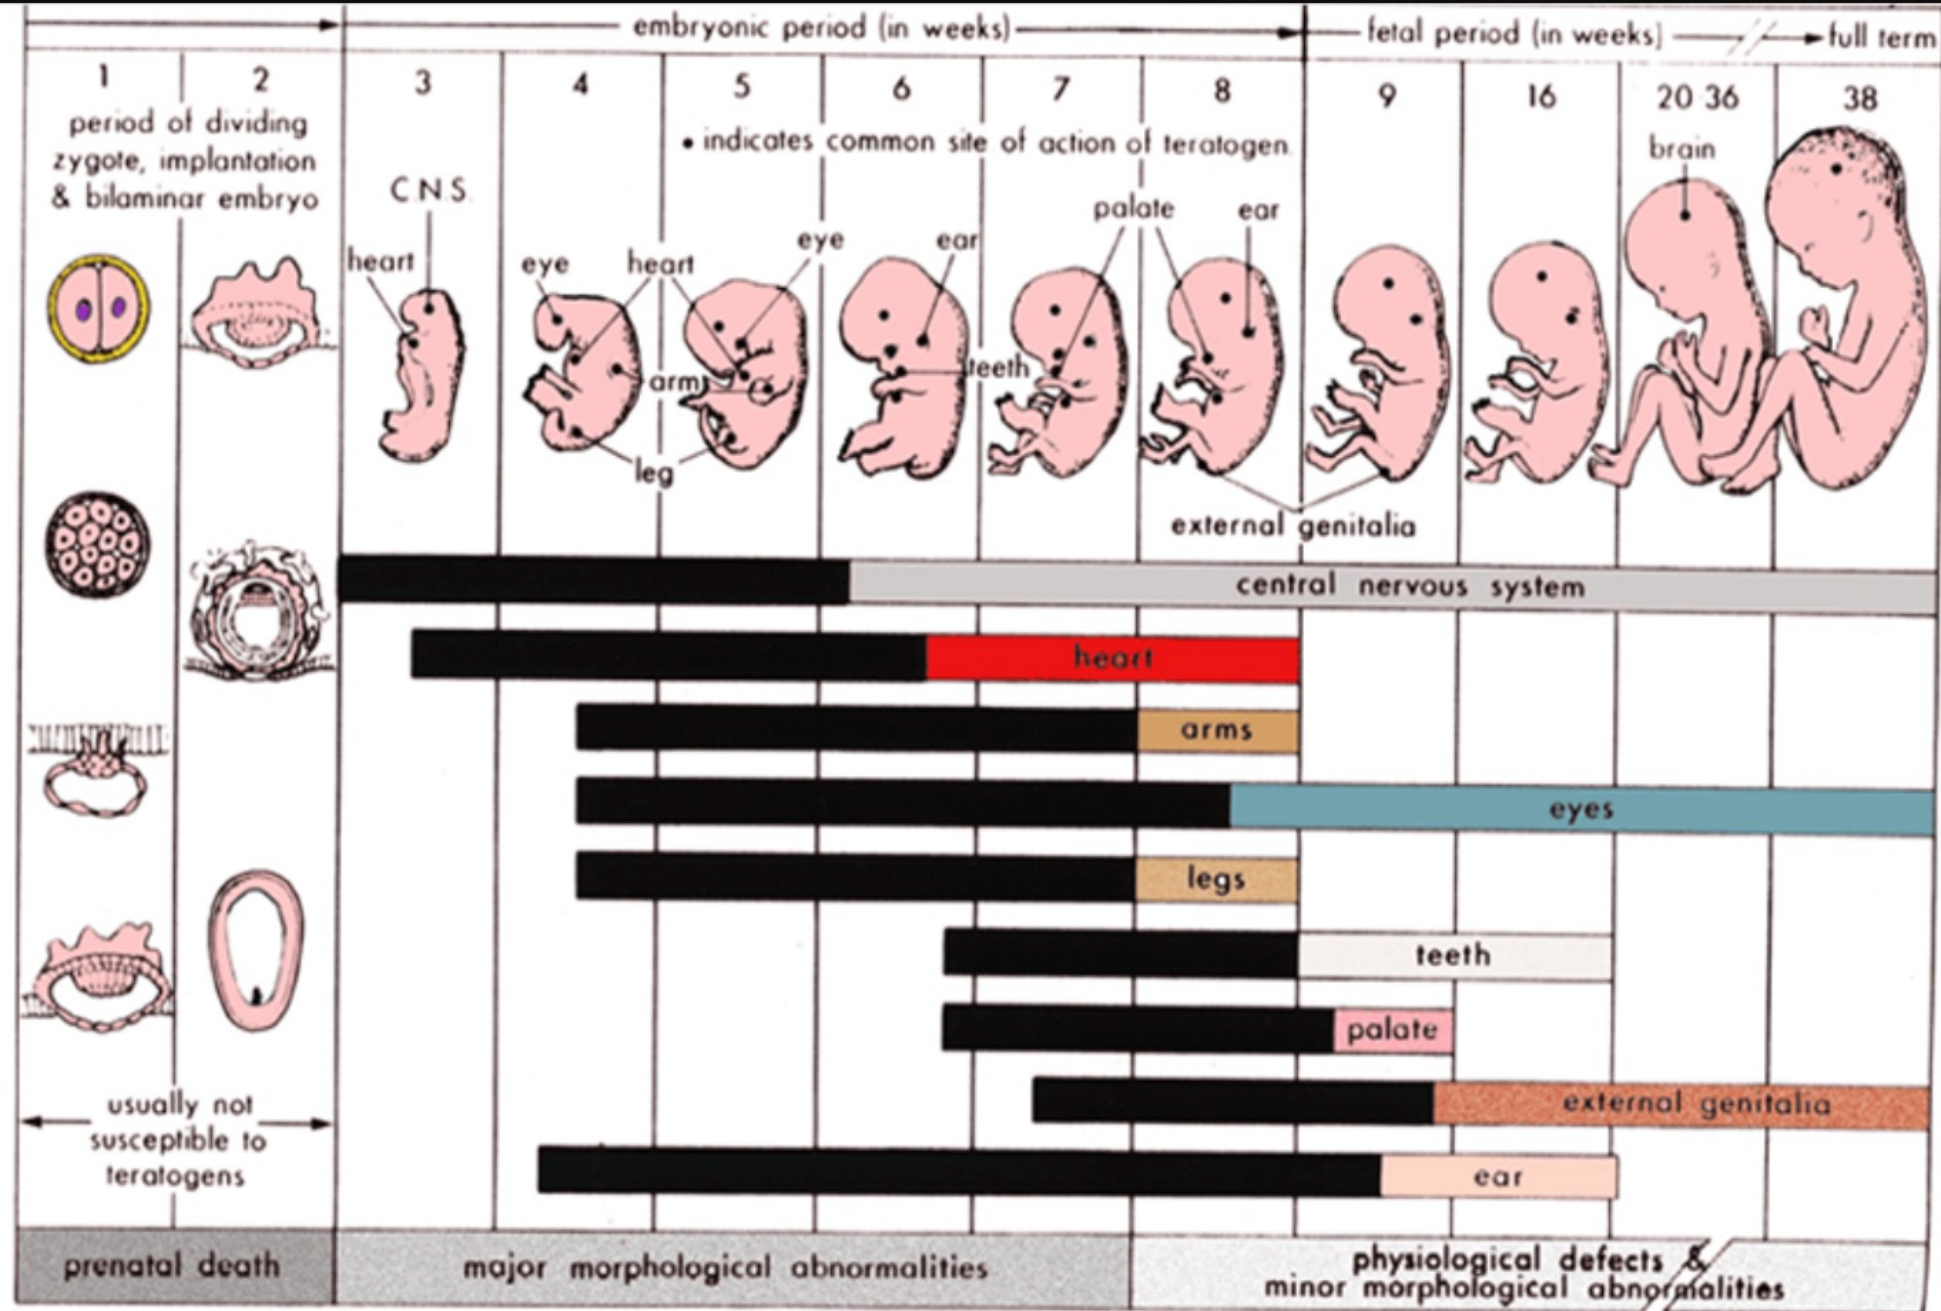 embryonic period (in weeks)
fetal period (in weeks)
full term
1
2
3
4
5
6
7
8
9
16
20 36
38
period of dividing
zygote, implantation
& bilaminar embryo
• indicates common site of action of teratogen
brain
C.N.S.
palate
ear
heart
eye
heart
eye
ear
arm
teeth
leg
external genitalia
central nervous system
heart
arms
eyes
legs
teeth
palate
external genitalia
ear
usually not
susceptible to
teratogens
prenatal death
major morphological abnormalities
physiological defects &
minor morphological abnormalities